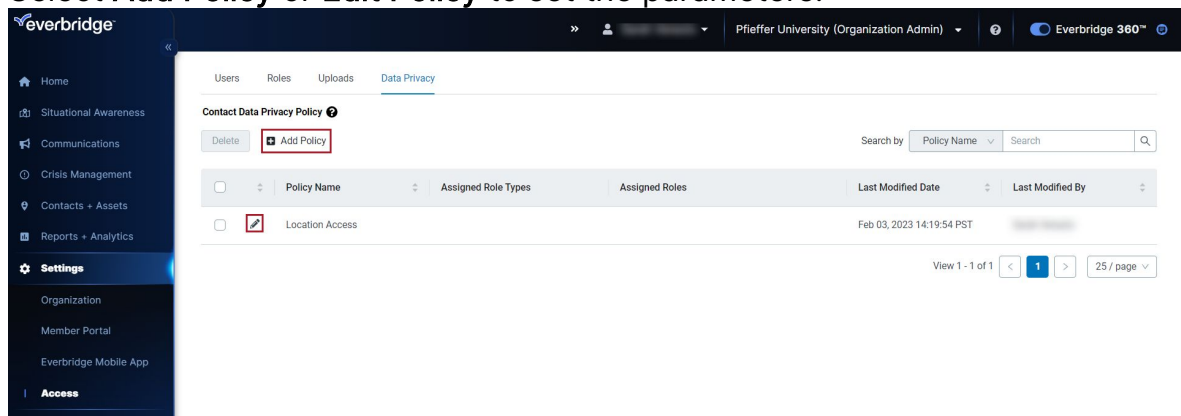 Select Add Policy or Edit Policy to set the parameters.
everbridge
»
Pfieffer University (Organization Admin)
Everbridge 360™
«
Home
Situational Awareness
Communications
Crisis Management
Contacts + Assets
Reports + Analytics
Settings
Organization
Member Portal
Everbridge Mobile App
Access
Users Roles Uploads Data Privacy
Contact Data Privacy Policy ?
Delete Add Policy Search by Policy Name Search
Policy Name Assigned Role Types Assigned Roles Last Modified Date Last Modified By
Location Access Feb 03, 2023 14:19:54 PST
View 1 - 1 of 1 < 1 > 25 / page